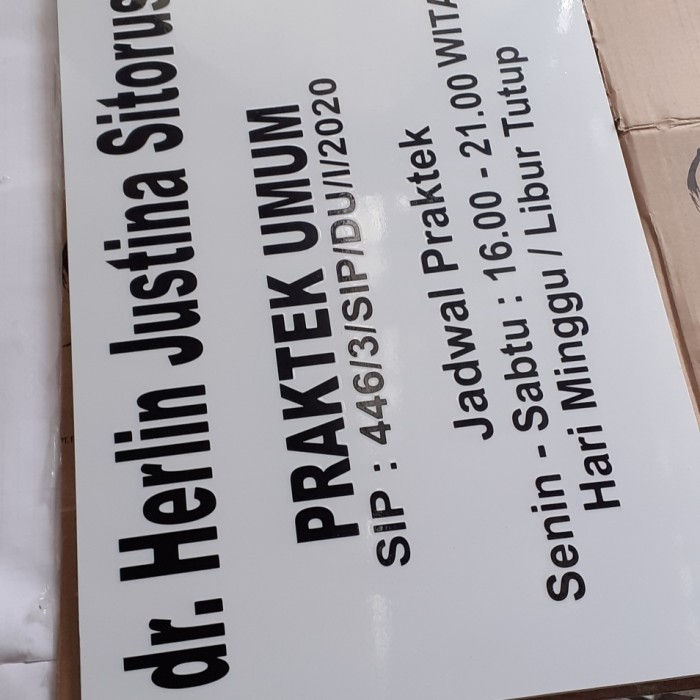 dr. Herlin Justina Sitorus
PRAKTEK UMUM
SIP : 446/3/SIP/DU/I/2020
Jadwal Praktek
Senin - Sabtu : 16.00 - 21.00 WITA
Hari Minggu / Libur Tutup